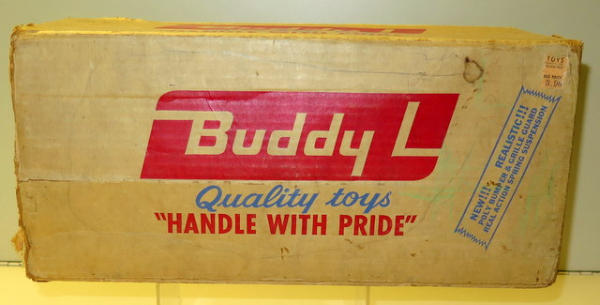 Buddy L
Quality toys
"HANDLE WITH PRIDE"
TOYS
NEW!!! REALISTIC!!!
POLY BUMPER & GRILLE GUARD
REAL ACTION SPRING SUSPENSION